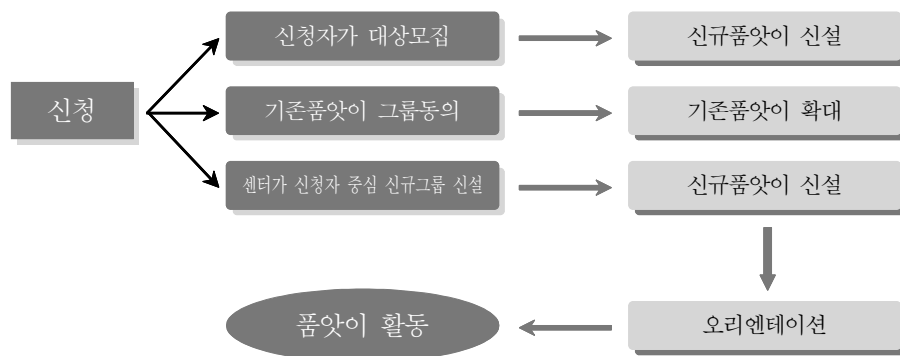 신청자가 대상모집
신규품앗이 신설
신청
기존품앗이 그룹동의
기존품앗이 확대
센터가 신청자 중심 신규그룹 신설
신규품앗이 신설
품앗이 활동
오리엔테이션